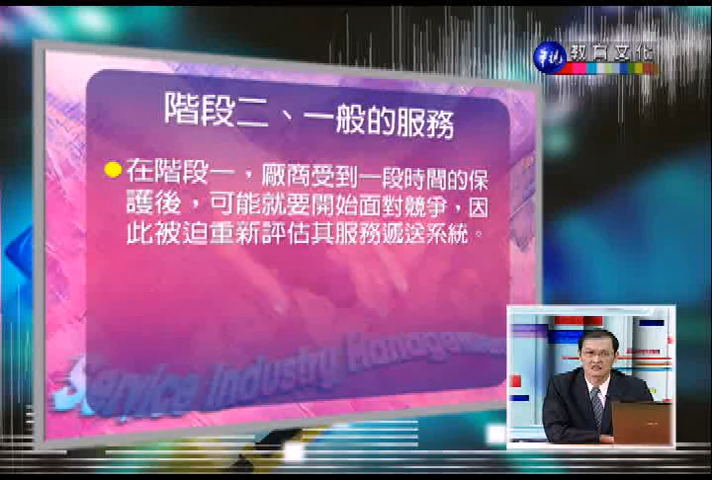 華視 教育文化
階段二、一般的服務
在階段一，廠商受到一段時間的保
護後，可能就要開始面對競爭，因
此被迫重新評估其服務遞送系統。
Service Industry Management